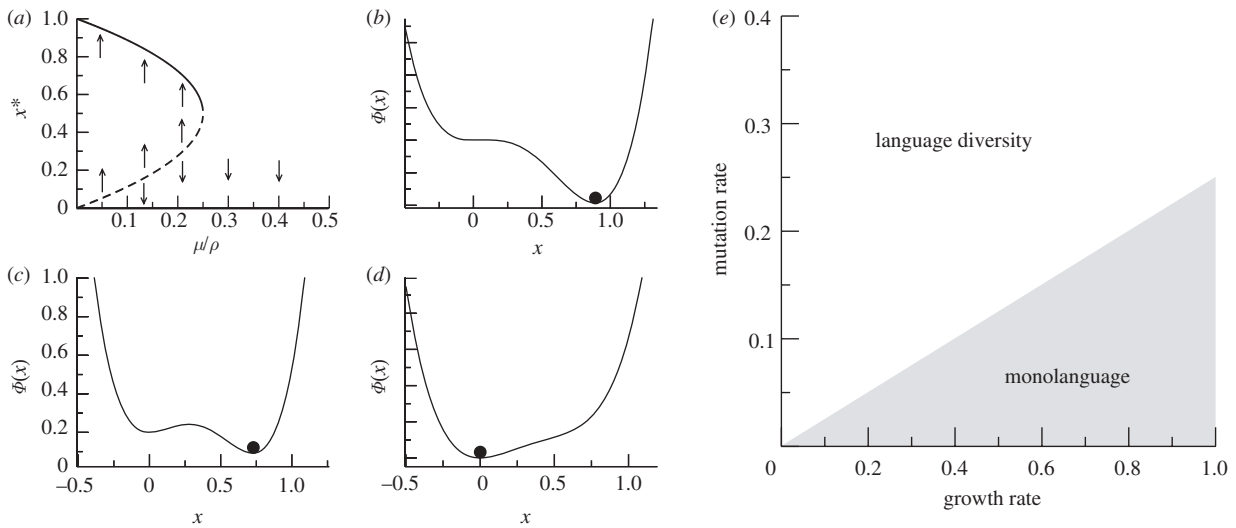 (a)
1.0
0.8
0.6
0.4
0.2
0
x*
0.1
0.2
0.3
0.4
0.5
μ/ρ
(b)
Φ(x)
0
0.5
1.0
x
(c)
1.0
0.8
0.6
0.4
0.2
0
Φ(x)
–0.5
0
0.5
1.0
x
(d)
Φ(x)
–0.5
0
0.5
1.0
x
(e)
0.4
0.3
0.2
0.1
mutation rate
language diversity
monolanguage
0
0.2
0.4
0.6
0.8
1.0
growth rate